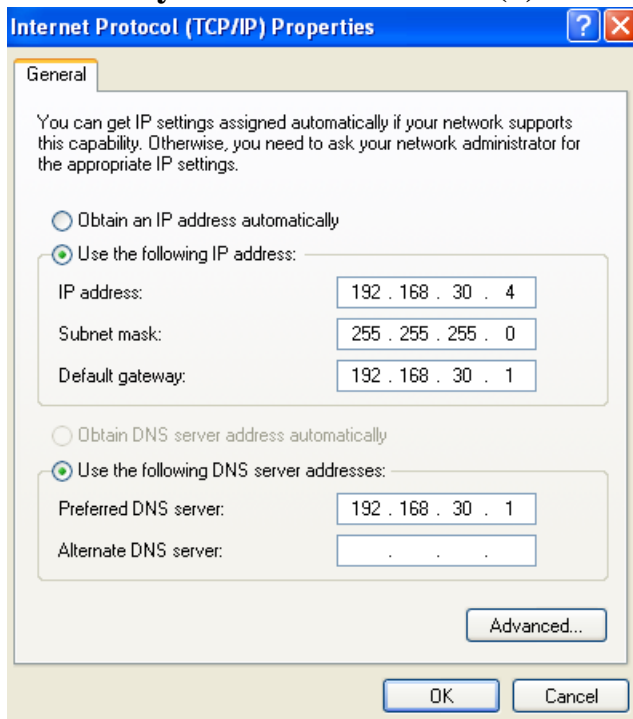 Internet Protocol (TCP/IP) Properties
General
You can get IP settings assigned automatically if your network supports
this capability. Otherwise, you need to ask your network administrator for
the appropriate IP settings.
Obtain an IP address automatically
Use the following IP address:
IP address: 192 . 168 . 30 . 4
Subnet mask: 255 . 255 . 255 . 0
Default gateway: 192 . 168 . 30 . 1
Obtain DNS server address automatically
Use the following DNS server addresses:
Preferred DNS server: 192 . 168 . 30 . 1
Alternate DNS server: . . .
Advanced...
OK Cancel